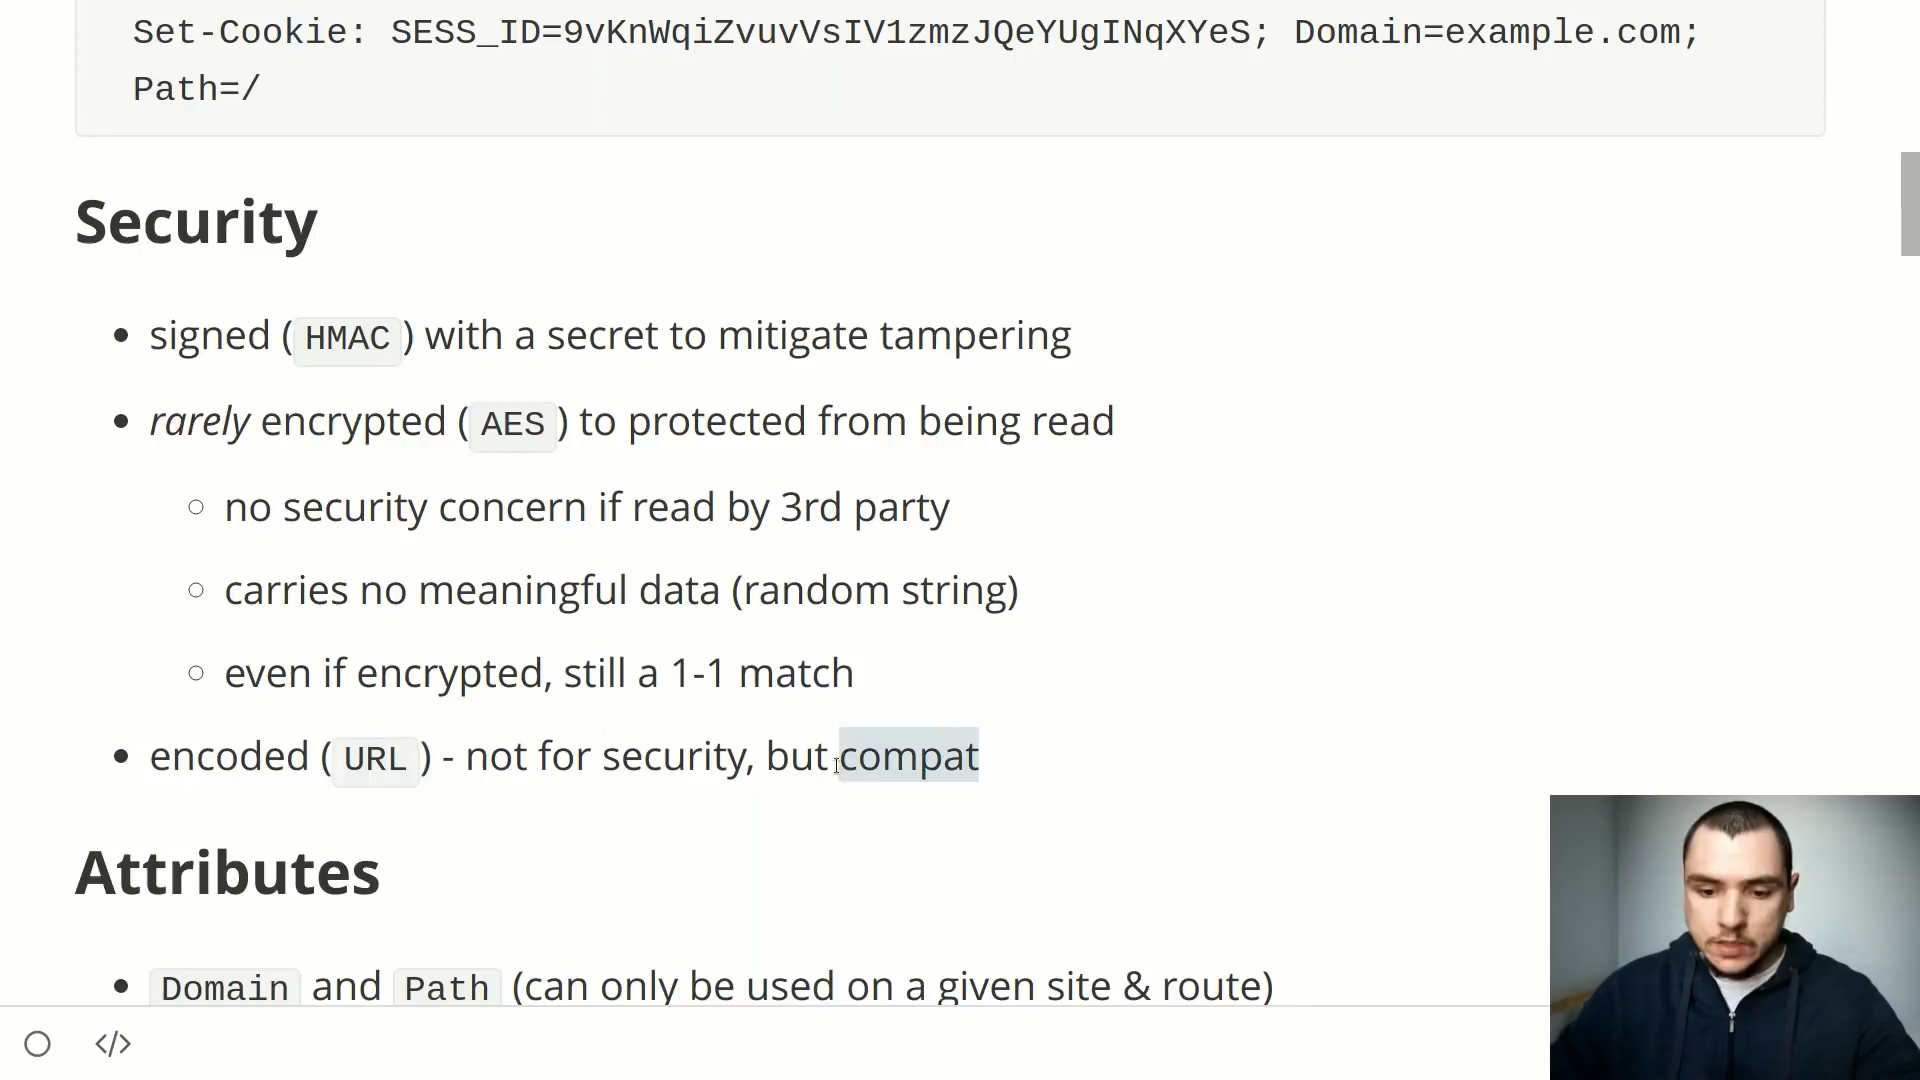 Set-Cookie: SESS_ID=9vKnWqiZvuvVsIV1zmzJQeYUgINqXYeS; Domain=example.com;
Path=/
Security
signed (HMAC) with a secret to mitigate tampering
rarely encrypted (AES) to protected from being read
no security concern if read by 3rd party
carries no meaningful data (random string)
even if encrypted, still a 1-1 match
encoded (URL) - not for security, but compat
Attributes
Domain and Path (can only be used on a given site & route)